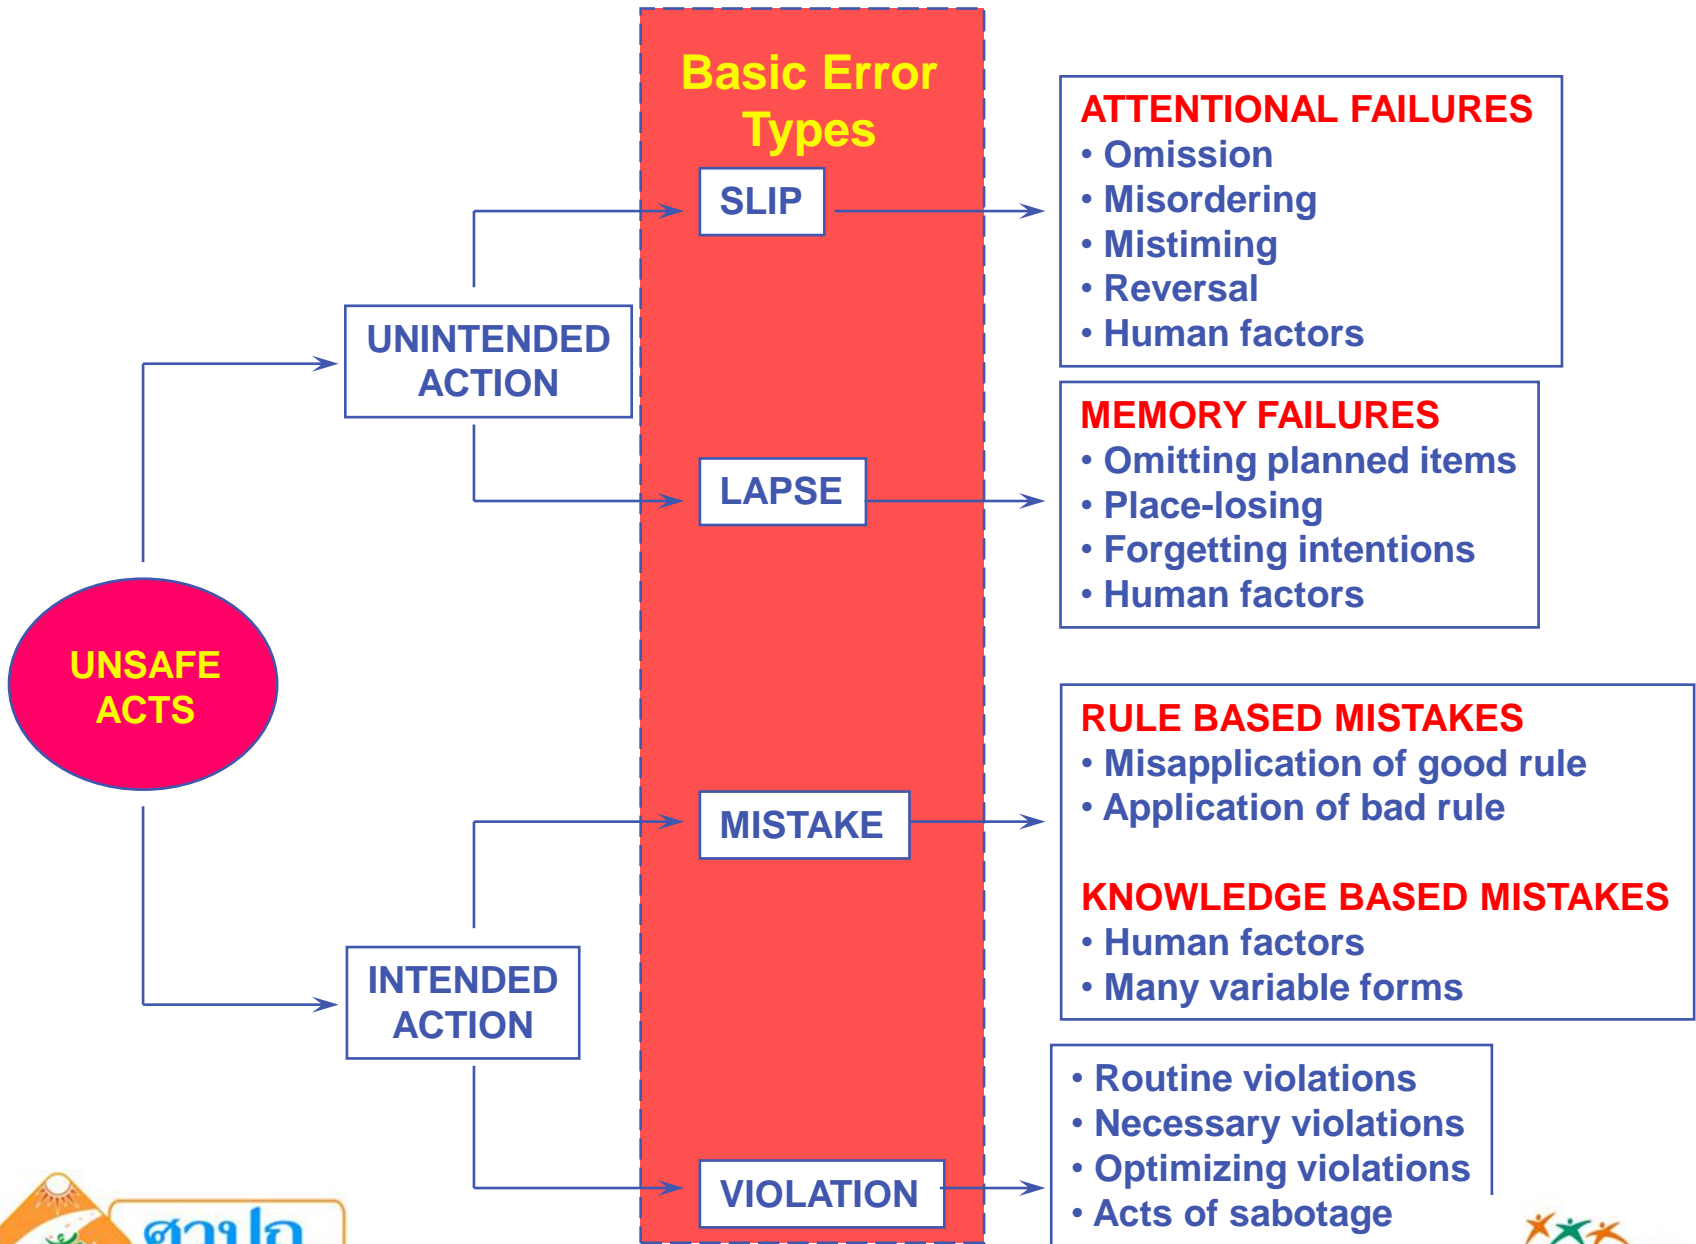 Basic Error
Types
UNSAFE
ACTS
UNINTENDED
ACTION
SLIP
ATTENTIONAL FAILURES
• Omission
• Misordering
• Mistiming
• Reversal
• Human factors
LAPSE
MEMORY FAILURES
• Omitting planned items
• Place-losing
• Forgetting intentions
• Human factors
INTENDED
ACTION
MISTAKE
RULE BASED MISTAKES
• Misapplication of good rule
• Application of bad rule
KNOWLEDGE BASED MISTAKES
• Human factors
• Many variable forms
VIOLATION
• Routine violations
• Necessary violations
• Optimizing violations
• Acts of sabotage